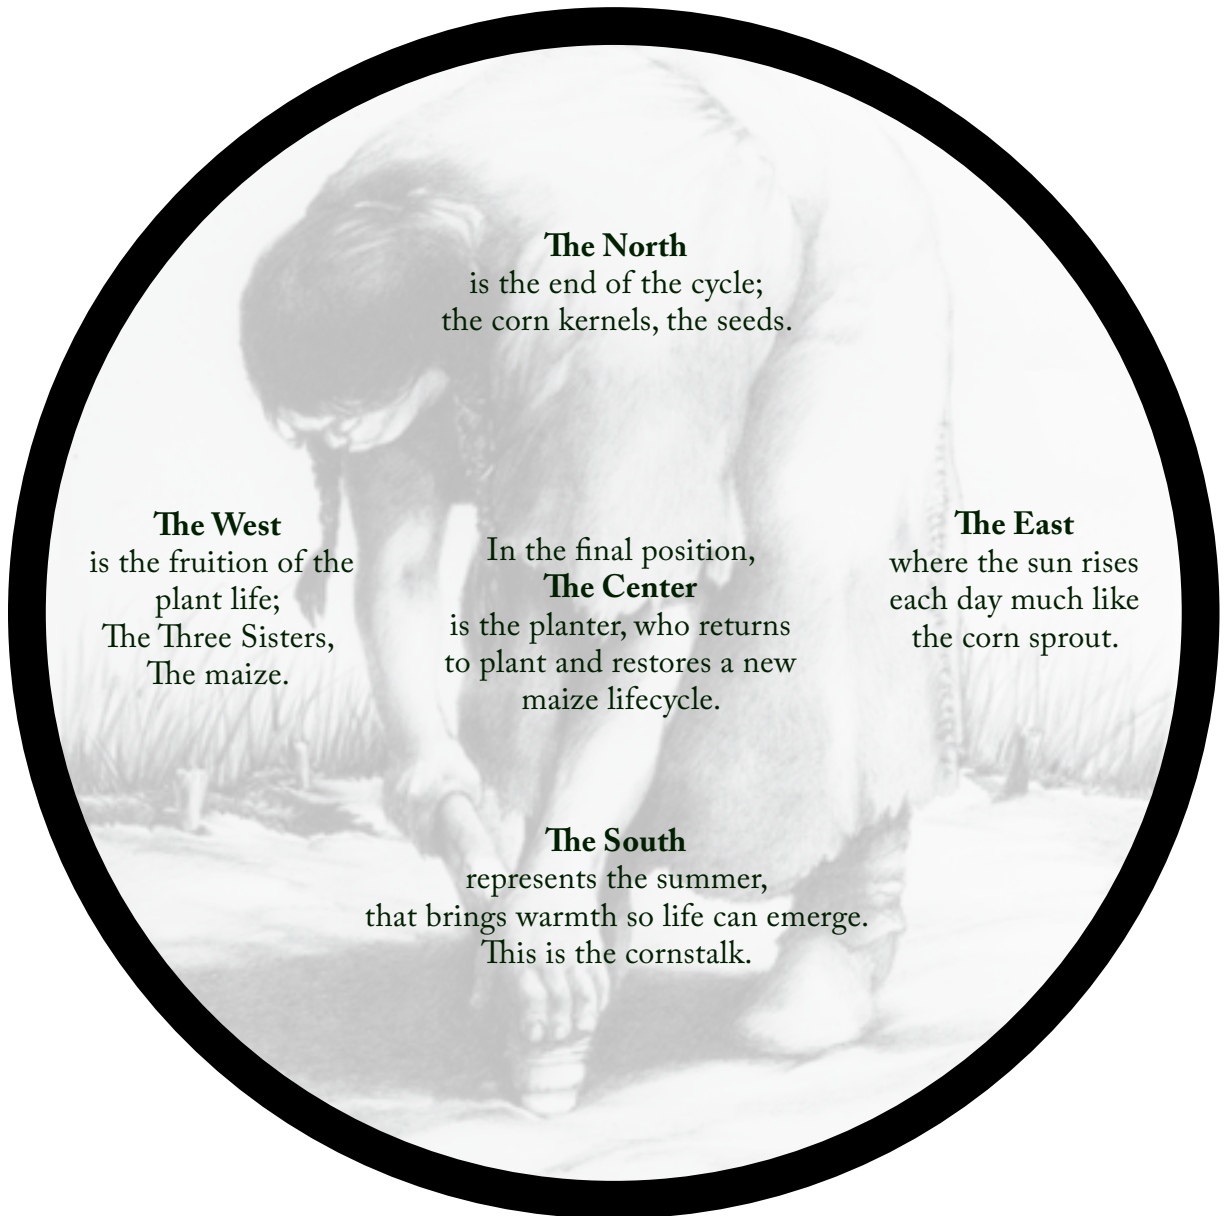 The North
is the end of the cycle;
the corn kernels, the seeds.
The West
is the fruition of the
plant life;
The Three Sisters,
The maize.
In the final position,
The Center
is the planter, who returns
to plant and restores a new
maize lifecycle.
The East
where the sun rises
each day much like
the corn sprout.
The South
represents the summer,
that brings warmth so life can emerge.
This is the cornstalk.